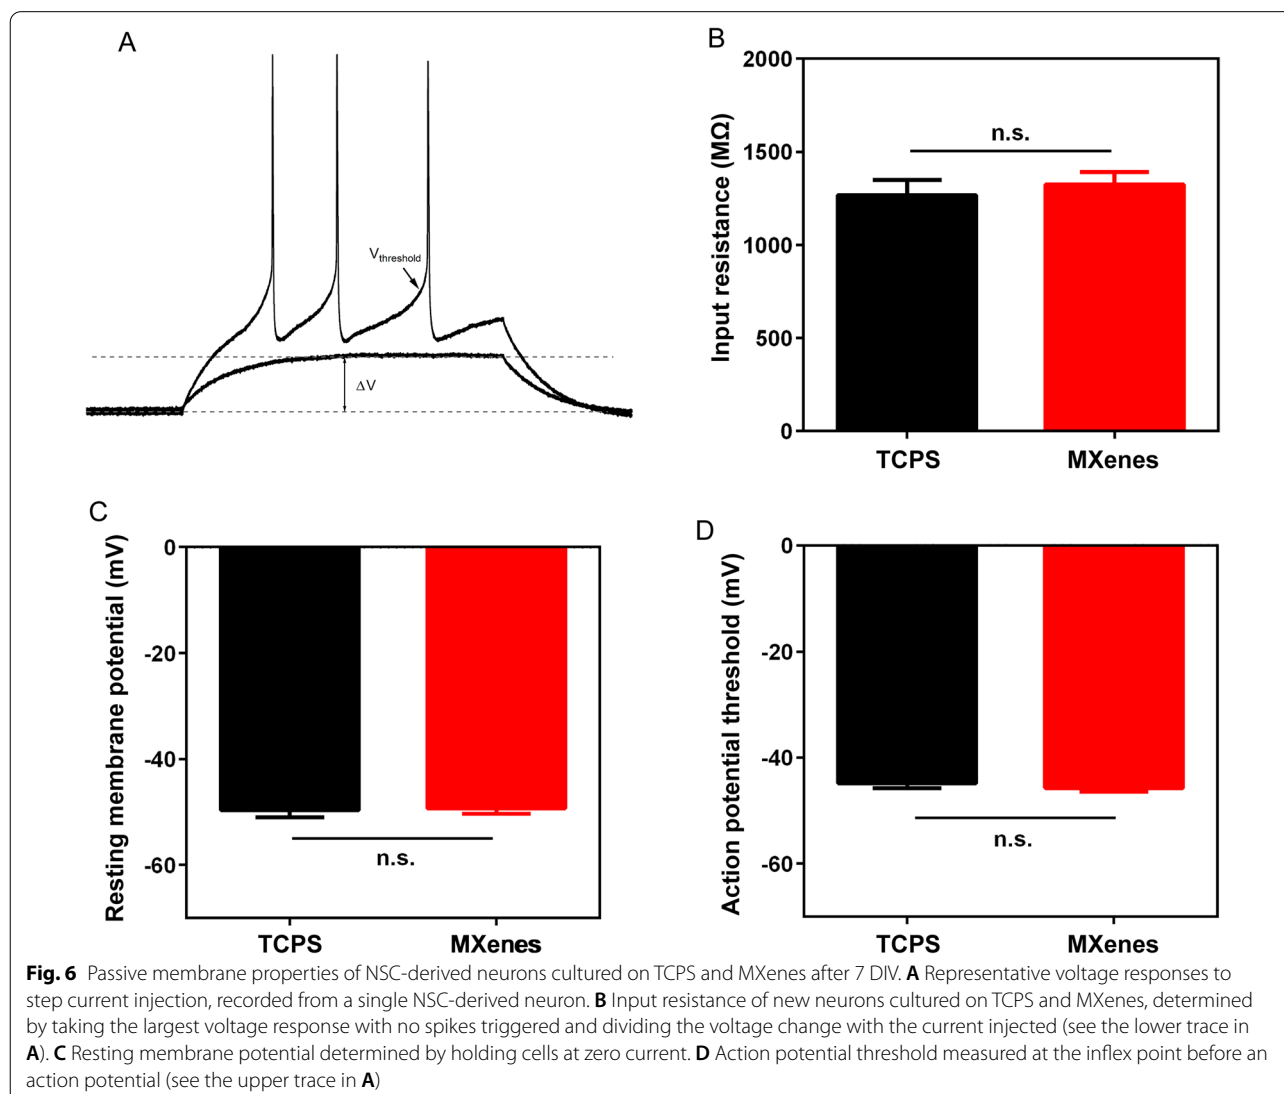 A
V threshold
ΔV
B
2000
1500
1000
500
0
Input resistance (MΩ)
n.s.
TCPS MXenes
C
0
-20
-40
-60
Resting membrane potential (mV)
n.s.
TCPS MXenes
D
0
-20
-40
-60
Action potential threshold (mV)
n.s.
TCPS MXenes
Fig. 6 Passive membrane properties of NSC-derived neurons cultured on TCPS and MXenes after 7 DIV. A Representative voltage responses to
step current injection, recorded from a single NSC-derived neuron. B Input resistance of new neurons cultured on TCPS and MXenes, determined
by taking the largest voltage response with no spikes triggered and dividing the voltage change with the current injected (see the lower trace in
A). C Resting membrane potential determined by holding cells at zero current. D Action potential threshold measured at the inflex point before an
action potential (see the upper trace in A)